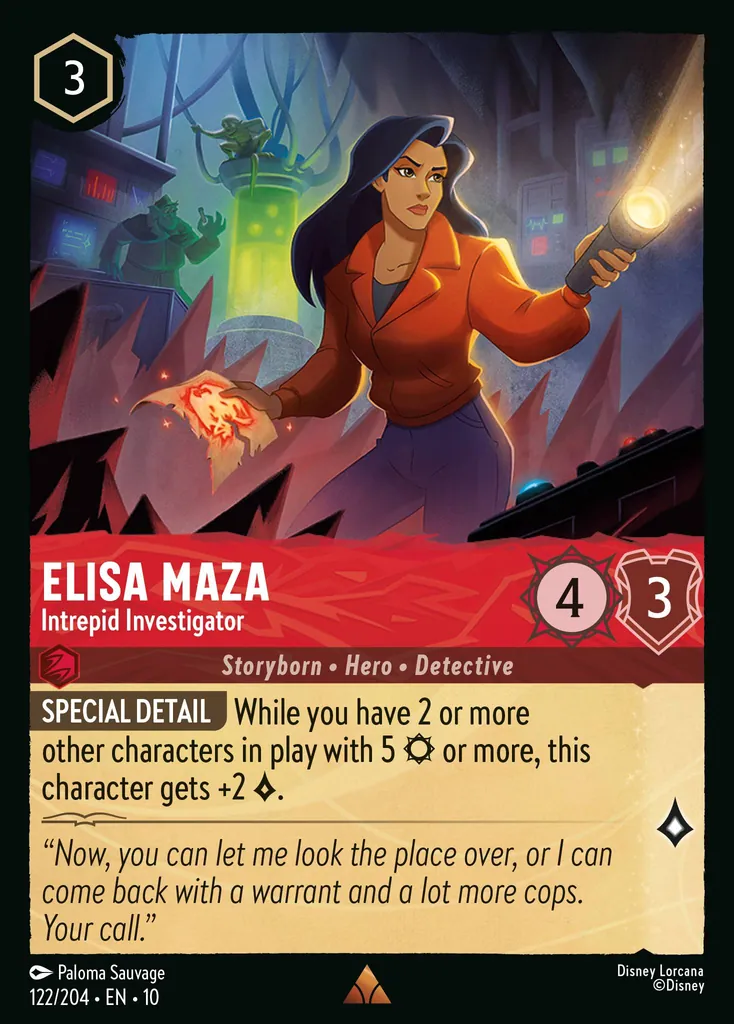 3
ELISA MAZA
Intrepid Investigator
4
3
Storyborn • Hero • Detective
SPECIAL DETAIL While you have 2 or more
other characters in play with 5 or more, this
character gets +2 .
“Now, you can let me look the place over, or I can
come back with a warrant and a lot more cops.
Your call.”
Paloma Sauvage
122/204 • EN • 10
Disney Lorcana
©Disney